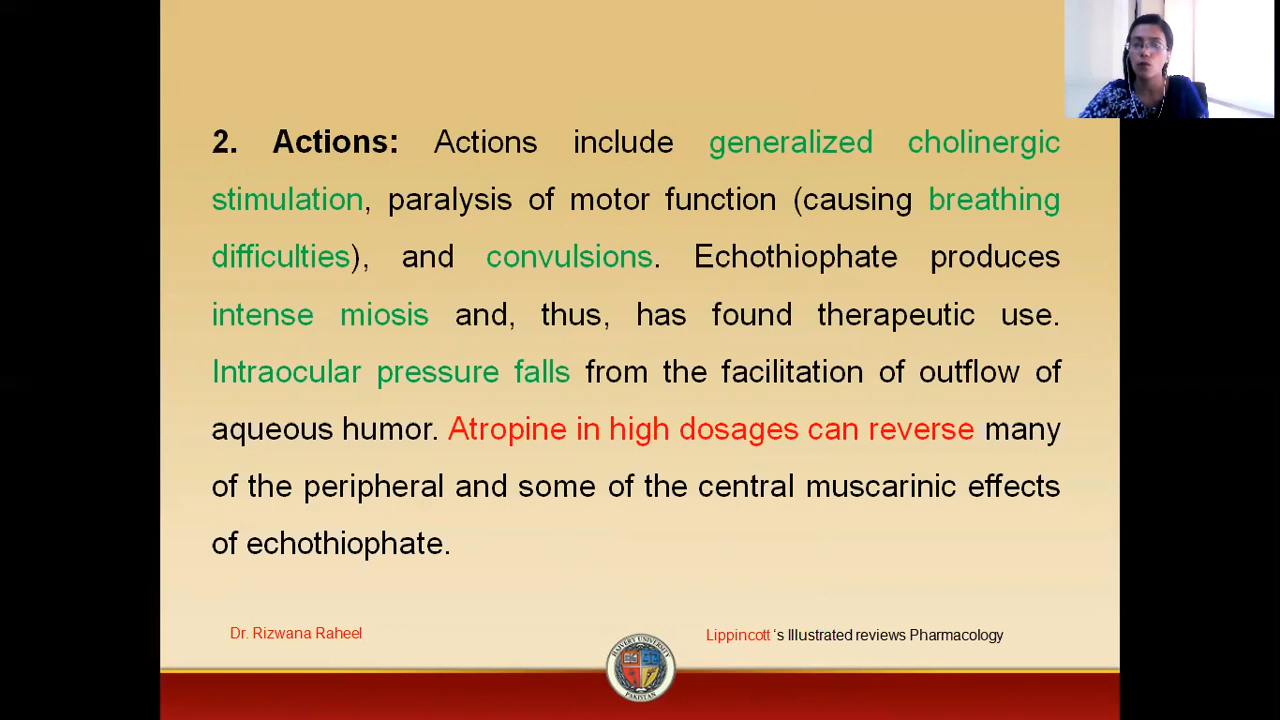 2. Actions: Actions include generalized cholinergic
stimulation, paralysis of motor function (causing breathing
difficulties), and convulsions. Echothiophate produces
intense miosis and, thus, has found therapeutic use.
Intraocular pressure falls from the facilitation of outflow of
aqueous humor. Atropine in high dosages can reverse many
of the peripheral and some of the central muscarinic effects
of echothiophate.
Dr. Rizwana Raheel
Lippincott ‘s Illustrated reviews Pharmacology
PAKISTAN